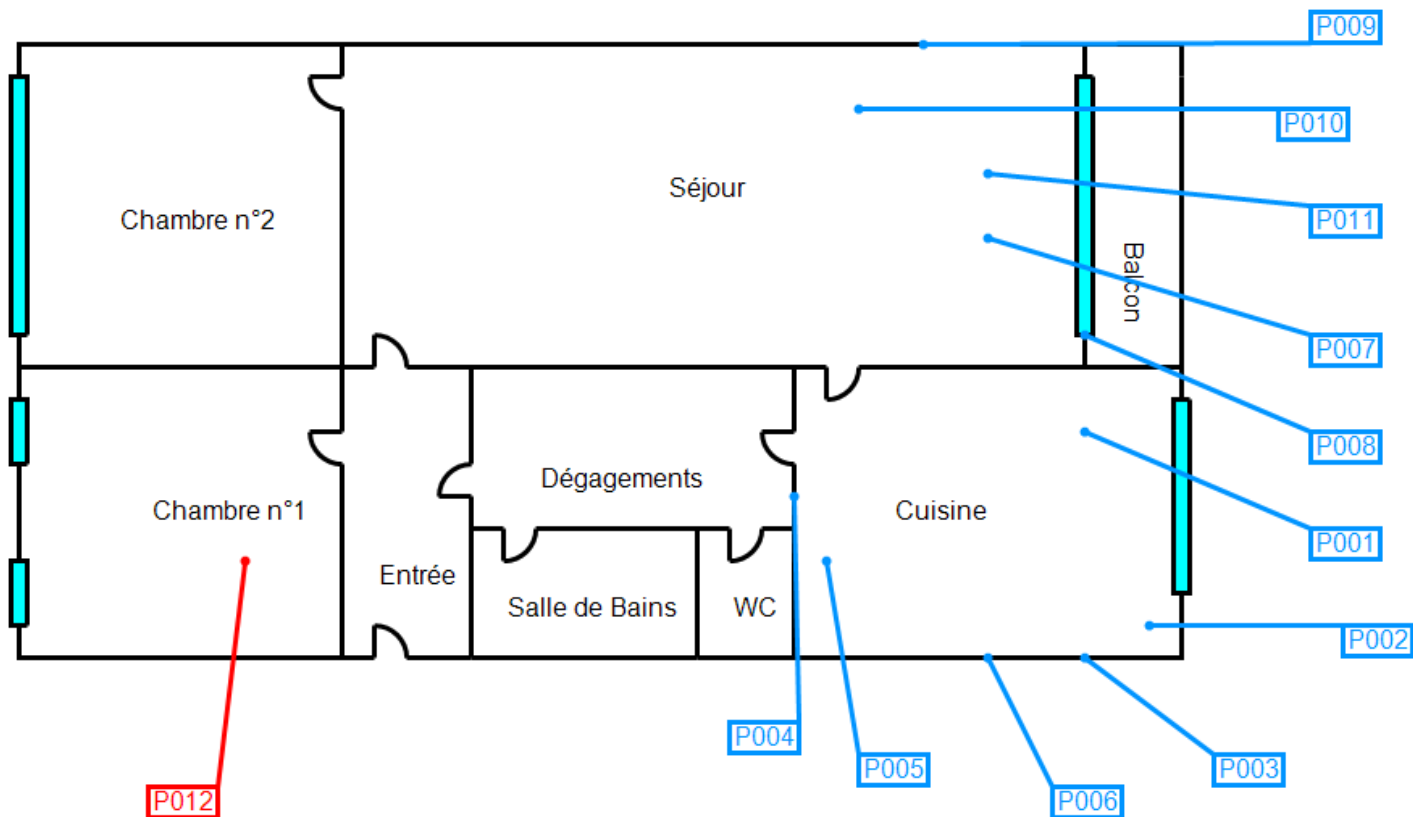 P009
P010
Séjour
P011
Chambre n°2
Balcon
P007
P008
Dégagements
Chambre n°1
Cuisine
P001
Entrée
Salle de Bains
WC
P002
P004
P005
P003
P012
P006